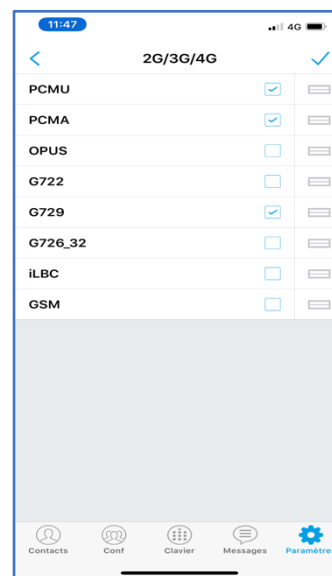 11:47 4G
2G/3G/4G
PCMU
PCMA
OPUS
G722
G729
G726_32
iLBC
GSM
Contacts Conf Clavier Messages Paramètres